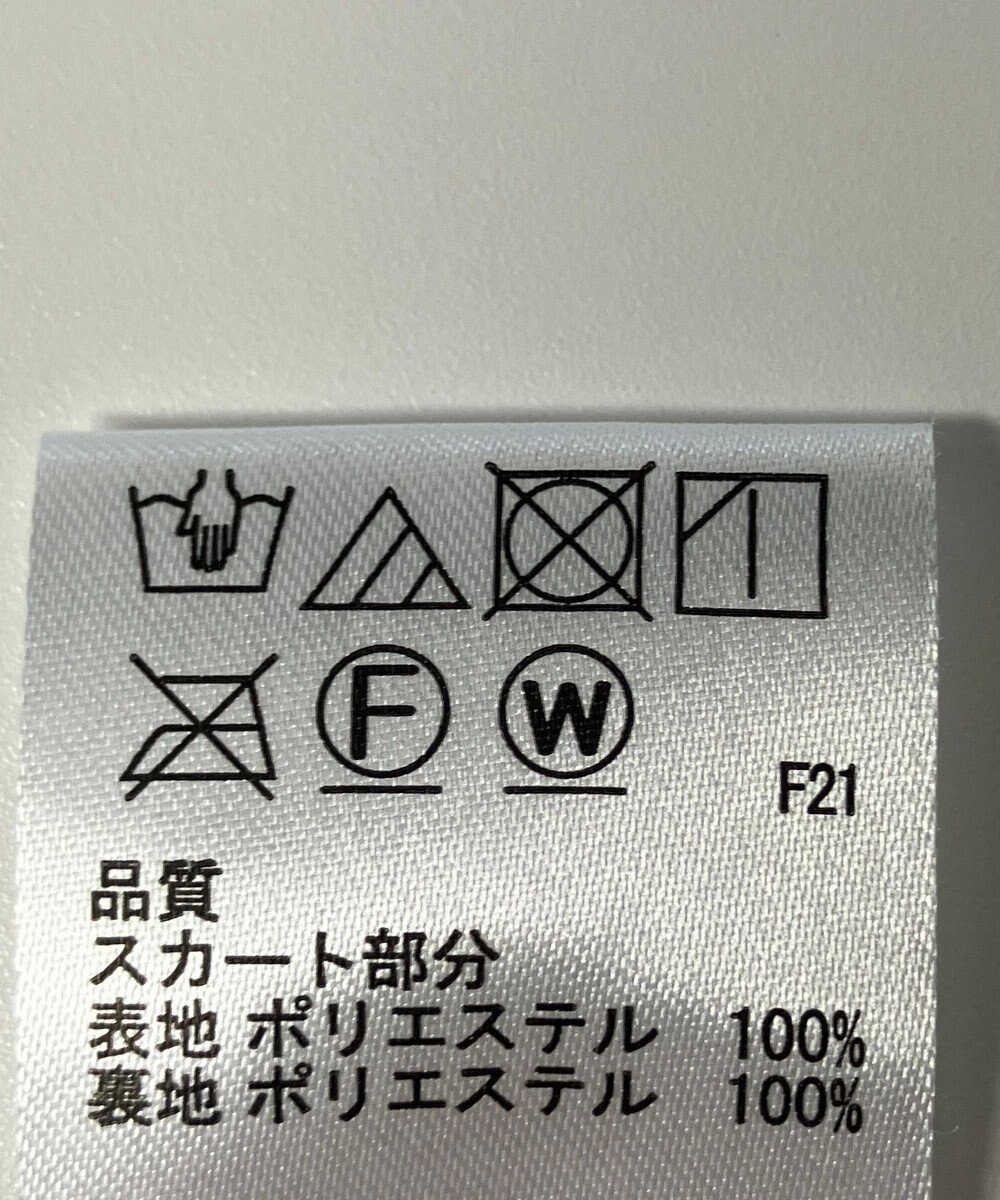 F W
F21
品質
スカート部分
表地 ポリエステル 100%
裏地 ポリエステル 100%